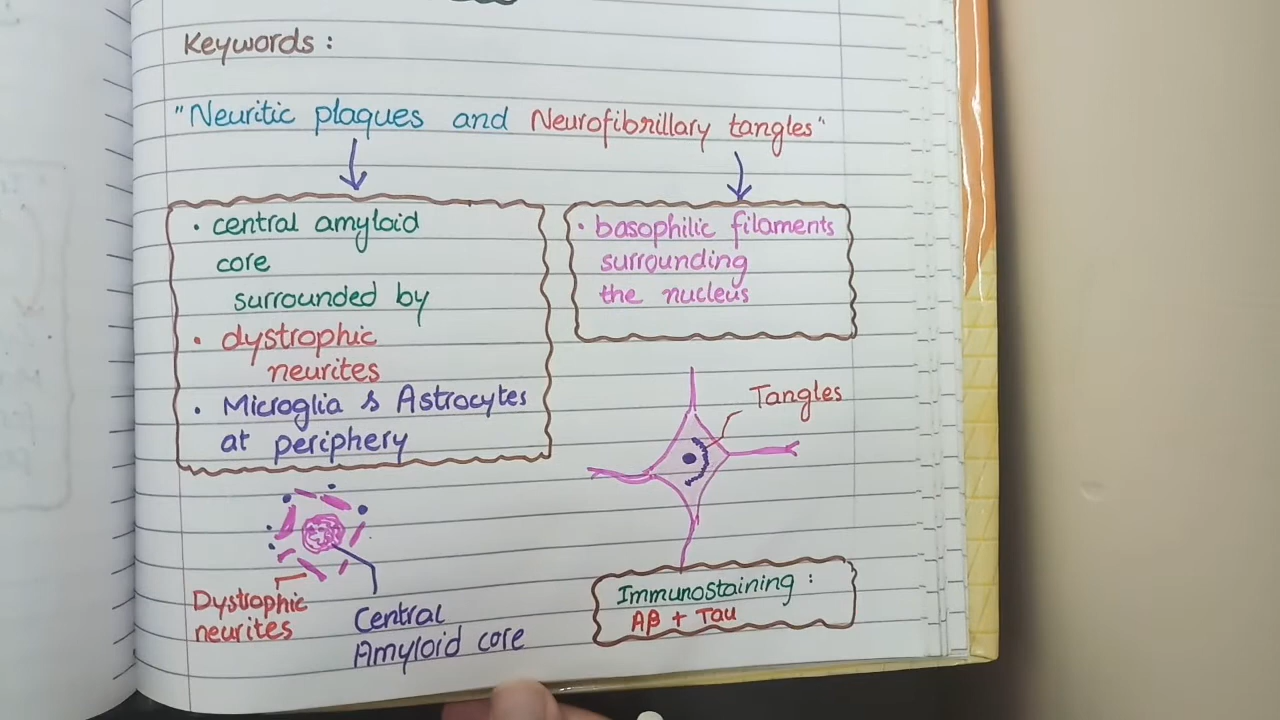 Keywords :
"Neuritic plaques and Neurofibrillary tangles"
• central amyloid
core
surrounded by
• dystrophic
neurites
• Microglia & Astrocytes
at periphery
• basophilic filaments
surrounding
the nucleus
Tangles
Dystrophic
neurites
Central
Amyloid core
Immunostaining :
Aβ + Tau